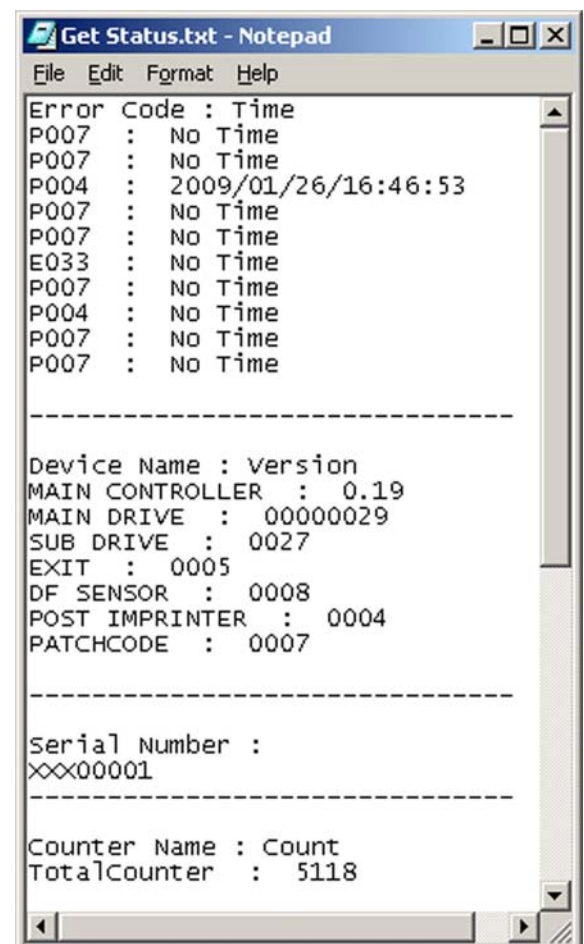 Get Status.txt - Notepad
File Edit Format Help
Error Code : Time
P007  :  No Time
P007  :  No Time
P004  :  2009/01/26/16:46:53
P007  :  No Time
P007  :  No Time
E033  :  No Time
P007  :  No Time
P004  :  No Time
P007  :  No Time
P007  :  No Time
-------------------------------
Device Name : Version
MAIN CONTROLLER  :  0.19
MAIN DRIVE  :  00000029
SUB DRIVE  :  0027
EXIT  :  0005
DF SENSOR  :  0008
POST IMPRINTER  :  0004
PATCHCODE  :  0007
-------------------------------
Serial Number :
XXX00001
-------------------------------
Counter Name : Count
TotalCounter  :  5118